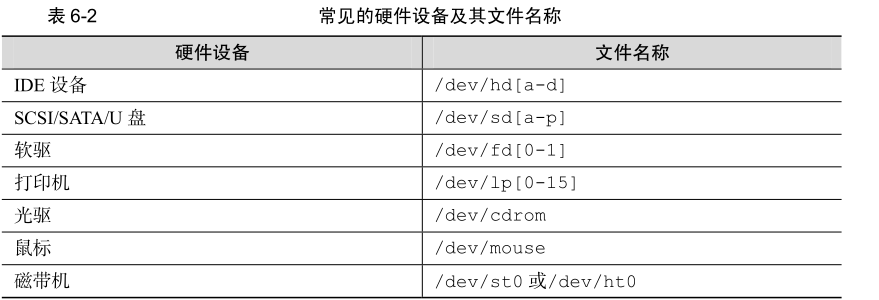 表 6-2 常见的硬件设备及其文件名称
硬件设备 文件名称
IDE 设备 /dev/hd[a-d]
SCSI/SATA/U 盘 /dev/sd[a-p]
软驱 /dev/fd[0-1]
打印机 /dev/lp[0-15]
光驱 /dev/cdrom
鼠标 /dev/mouse
磁带机 /dev/st0 或/dev/ht0